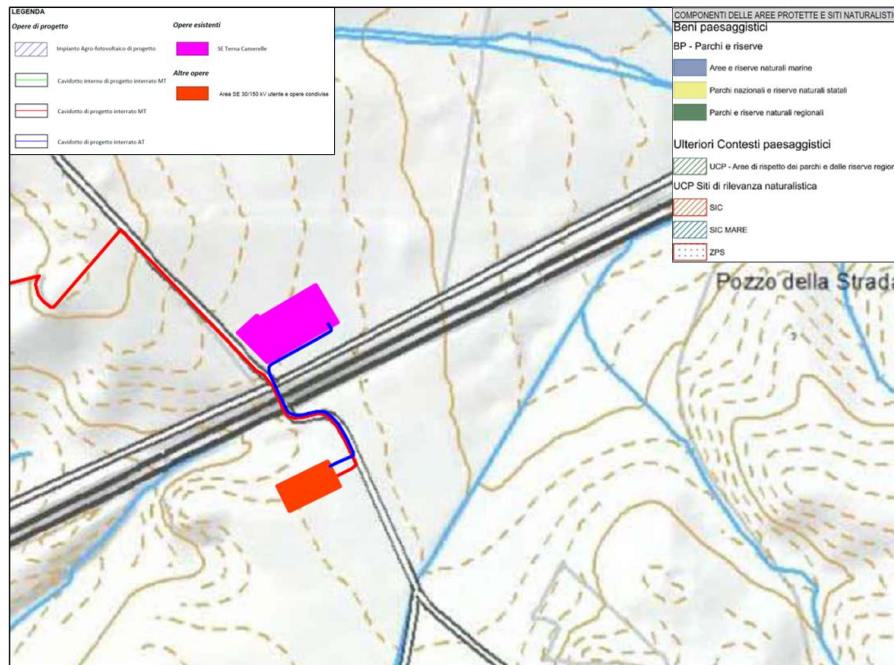 LEGENDA
Opere di progetto
Impianto Agro-fotovoltaico di progetto
Cavidotto interno di progetto interrato MT
Cavidotto di progetto interrato MT
Cavidotto di progetto interrato AT
Opere esistenti
SE Terna Camerelle
Altre opere
Area SE 30/150 kV utente e opere condivise
COMPONENTI DELLE AREE PROTETTE E SITI NATURALISTI
Beni paesaggistici
BP - Parchi e riserve
Aree e riserve naturali marine
Parchi nazionali e riserve naturali statali
Parchi e riserve naturali regionali
Ulteriori Contesti paesaggistici
UCP - Aree di rispetto dei parchi e delle riserve region
UCP Siti di rilevanza naturalistica
SIC
SIC MARE
ZPS
Pozzo della Strada